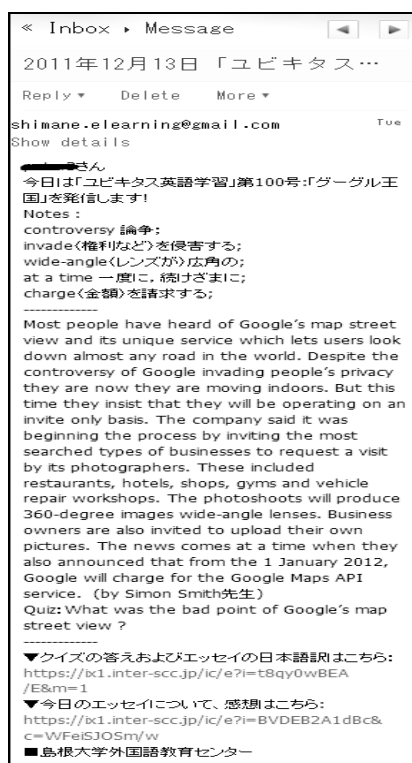 « Inbox ▸ Message
2011年12月13日「ユビキタス…
Reply▼ Delete More▼
shimane.elearning@gmail.com Tue
Show details
さん
今日は「ユビキタス英語学習」第100号:「グーグル王
国」を発信します!
Notes :
controversy 論争;
invade〈権利など〉を侵害する;
wide-angle〈レンズが〉広角の;
at a time 一度に, 続けざまに;
charge〈金額〉を請求する;
-------------
Most people have heard of Google's map street
view and its unique service which lets users look
down almost any road in the world. Despite the
controversy of Google invading people's privacy
they are now they are moving indoors. But this
time they insist that they will be operating on an
invite only basis. The company said it was
beginning the process by inviting the most
searched types of businesses to request a visit
by its photographers. These included
restaurants, hotels, shops, gyms and vehicle
repair workshops. The photoshoots will produce
360-degree images wide-angle lenses. Business
owners are also invited to upload their own
pictures. The news comes at a time when they
also announced that from the 1 January 2012,
Google will charge for the Google Maps API
service. (by Simon Smith先生)
Quiz: What was the bad point of Google's map
street view ?
-------------
▼クイズの答えおよびエッセイの日本語訳はこちら:
https://ix1.inter-scc.jp/ic/e?i=t8qy0wBEA
/E&m=1
▼今日のエッセイについて、感想はこちら:
https://ix1.inter-scc.jp/ic/e?i=BVDEB2A1dBc&
c=WFeiSJOSm/w
■島根大学外国語教育センター